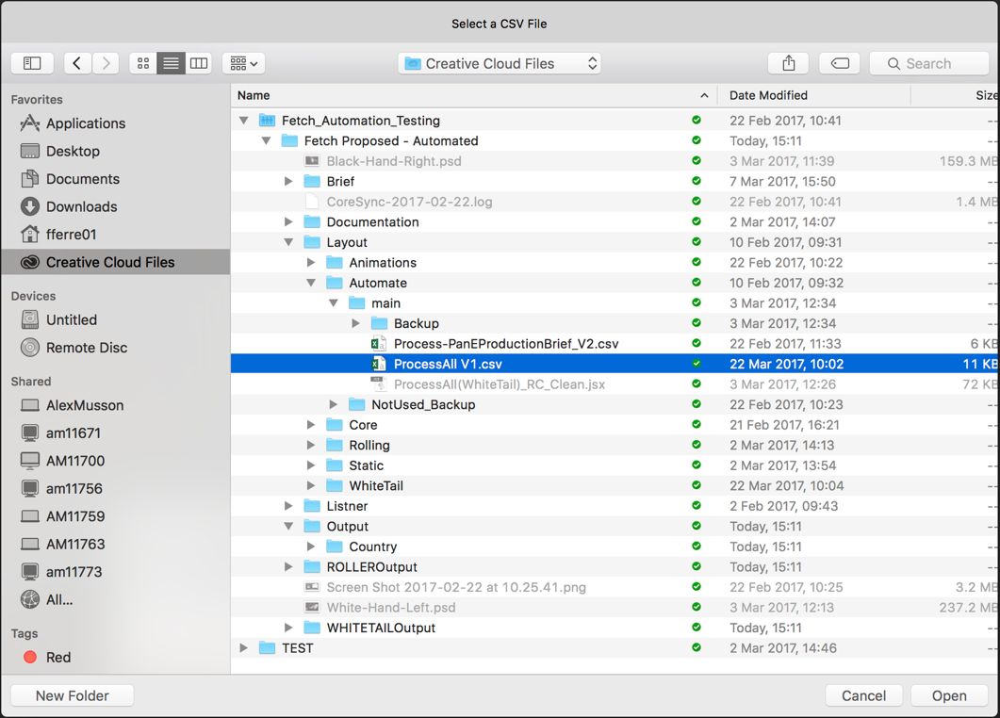 Select a CSV File
Creative Cloud Files
Search
Favorites
Applications
Desktop
Documents
Downloads
fferre01
Creative Cloud Files
Devices
Untitled
Remote Disc
Shared
AlexMusson
am11671
AM11700
am11756
AM11759
AM11763
am11773
All...
Tags
Red
Name Date Modified Size
Fetch_Automation_Testing 22 Feb 2017, 10:41 --
Fetch Proposed - Automated Today, 15:11 --
Black-Hand-Right.psd 3 Mar 2017, 11:39 159.3 MB
Brief 7 Mar 2017, 15:50 --
CoreSync-2017-02-22.log 22 Feb 2017, 10:41 1.4 MB
Documentation 2 Mar 2017, 14:07 --
Layout 10 Feb 2017, 09:31 --
Animations 22 Feb 2017, 10:22 --
Automate 10 Feb 2017, 09:32 --
main 3 Mar 2017, 12:34 --
Backup 3 Mar 2017, 12:34 --
Process-PanEProductionBrief_V2.csv 22 Feb 2017, 11:33 6 KB
ProcessAll V1.csv 22 Mar 2017, 10:02 11 KB
ProcessAll(WhiteTail)_RC_Clean.jsx 3 Mar 2017, 12:26 72 KB
NotUsed_Backup 22 Feb 2017, 10:23 --
Core 21 Feb 2017, 16:21 --
Rolling 2 Mar 2017, 14:13 --
Static 2 Mar 2017, 13:54 --
WhiteTail 22 Mar 2017, 10:04 --
Listner 2 Feb 2017, 09:43 --
Output Today, 15:11 --
Country Today, 15:11 --
ROLLEROutput Today, 15:11 --
Screen Shot 2017-02-22 at 10.25.41.png 22 Feb 2017, 10:25 3.2 MB
White-Hand-Left.psd 3 Mar 2017, 12:13 237.2 MB
WHITETAILOutput Today, 15:11 --
TEST 2 Mar 2017, 14:46 --
New Folder
Cancel
Open